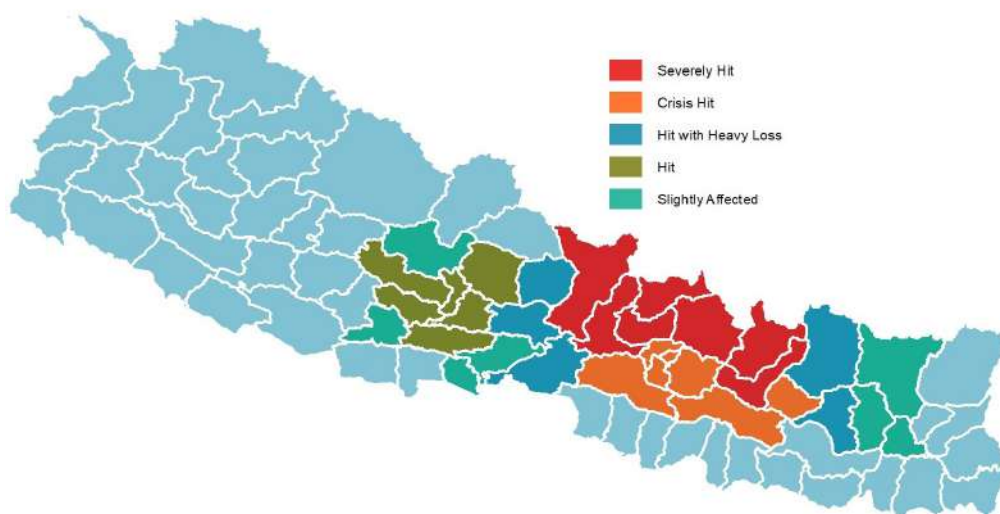 Severely Hit
Crisis Hit
Hit with Heavy Loss
Hit
Slightly Affected